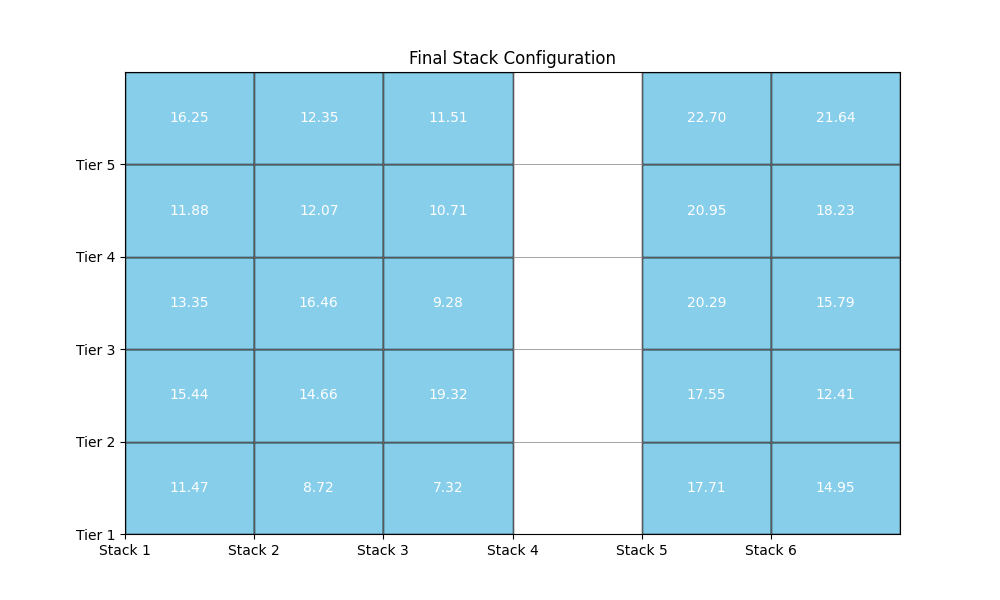 Final Stack Configuration
16.25 12.35 11.51 22.70 21.64
Tier 5
11.88 12.07 10.71 20.95 18.23
Tier 4
13.35 16.46 9.28 20.29 15.79
Tier 3
15.44 14.66 19.32 17.55 12.41
Tier 2
11.47 8.72 7.32 17.71 14.95
Tier 1
Stack 1 Stack 2 Stack 3 Stack 4 Stack 5 Stack 6